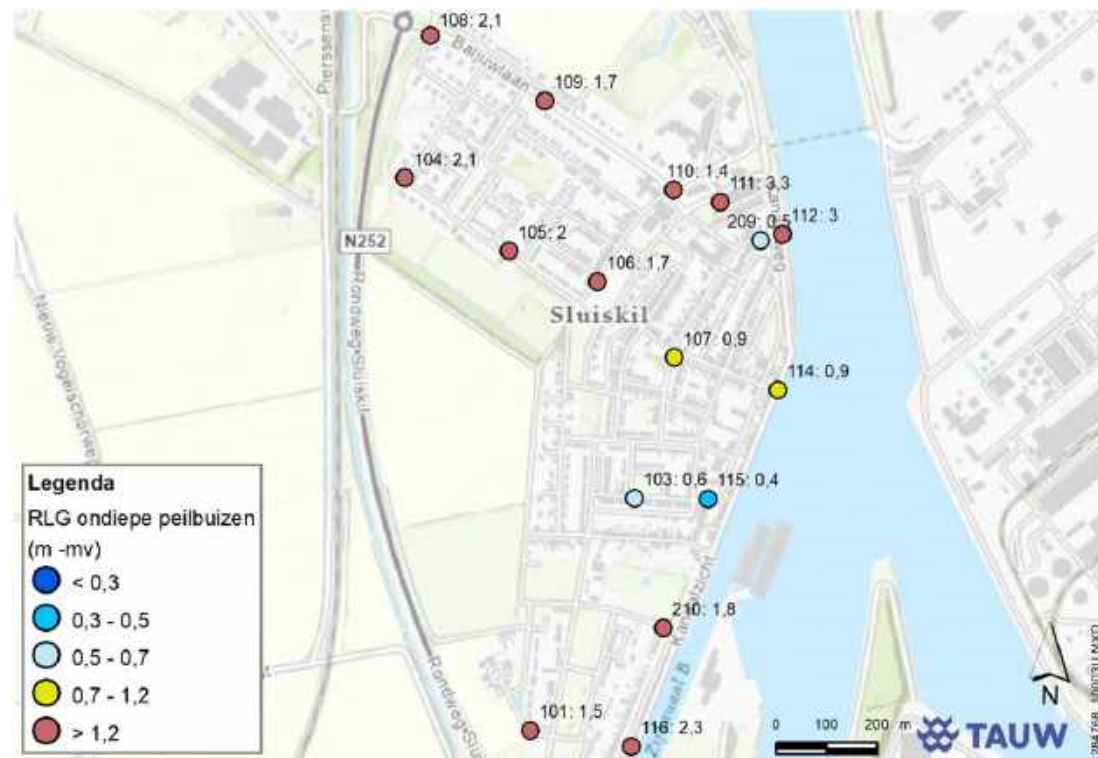 108: 2,1
Pierssens
Baljuwlaan
109: 1,7
104: 2,1
110: 1,4
111: 3,3
112: 3
209: 0,5
105: 2
N252
106: 1,7
Sluiskil
Rondweg-Sluiskil
107: 0,9
114: 0,9
103: 0,6
115: 0,4
Legenda
RLG ondiepe peilbuizen
(m -mv)
< 0,3
0,3 - 0,5
0,5 - 0,7
0,7 - 1,2
> 1,2
210: 1,8
Kanaalzicht
101: 1,5
116: 2,3
Zijkanaal B
0 100 200 m
N
TAUW